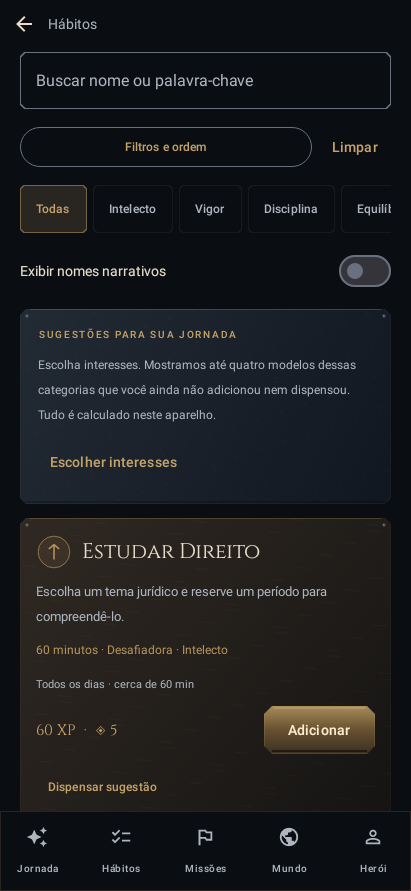 Hábitos
Buscar nome ou palavra-chave
Filtros e ordem
Limpar
Todas
Intelecto
Vigor
Disciplina
Equilíb
Exibir nomes narrativos
SUGESTÕES PARA SUA JORNADA
Escolha interesses. Mostramos até quatro modelos dessas
categorias que você ainda não adicionou nem dispensou.
Tudo é calculado neste aparelho.
Escolher interesses
Estudar Direito
Escolha um tema jurídico e reserve um período para
compreendê-lo.
60 minutos · Desafiadora · Intelecto
Todos os dias · cerca de 60 min
60 XP · 5
Adicionar
Dispensar sugestão
Jornada
Hábitos
Missões
Mundo
Herói